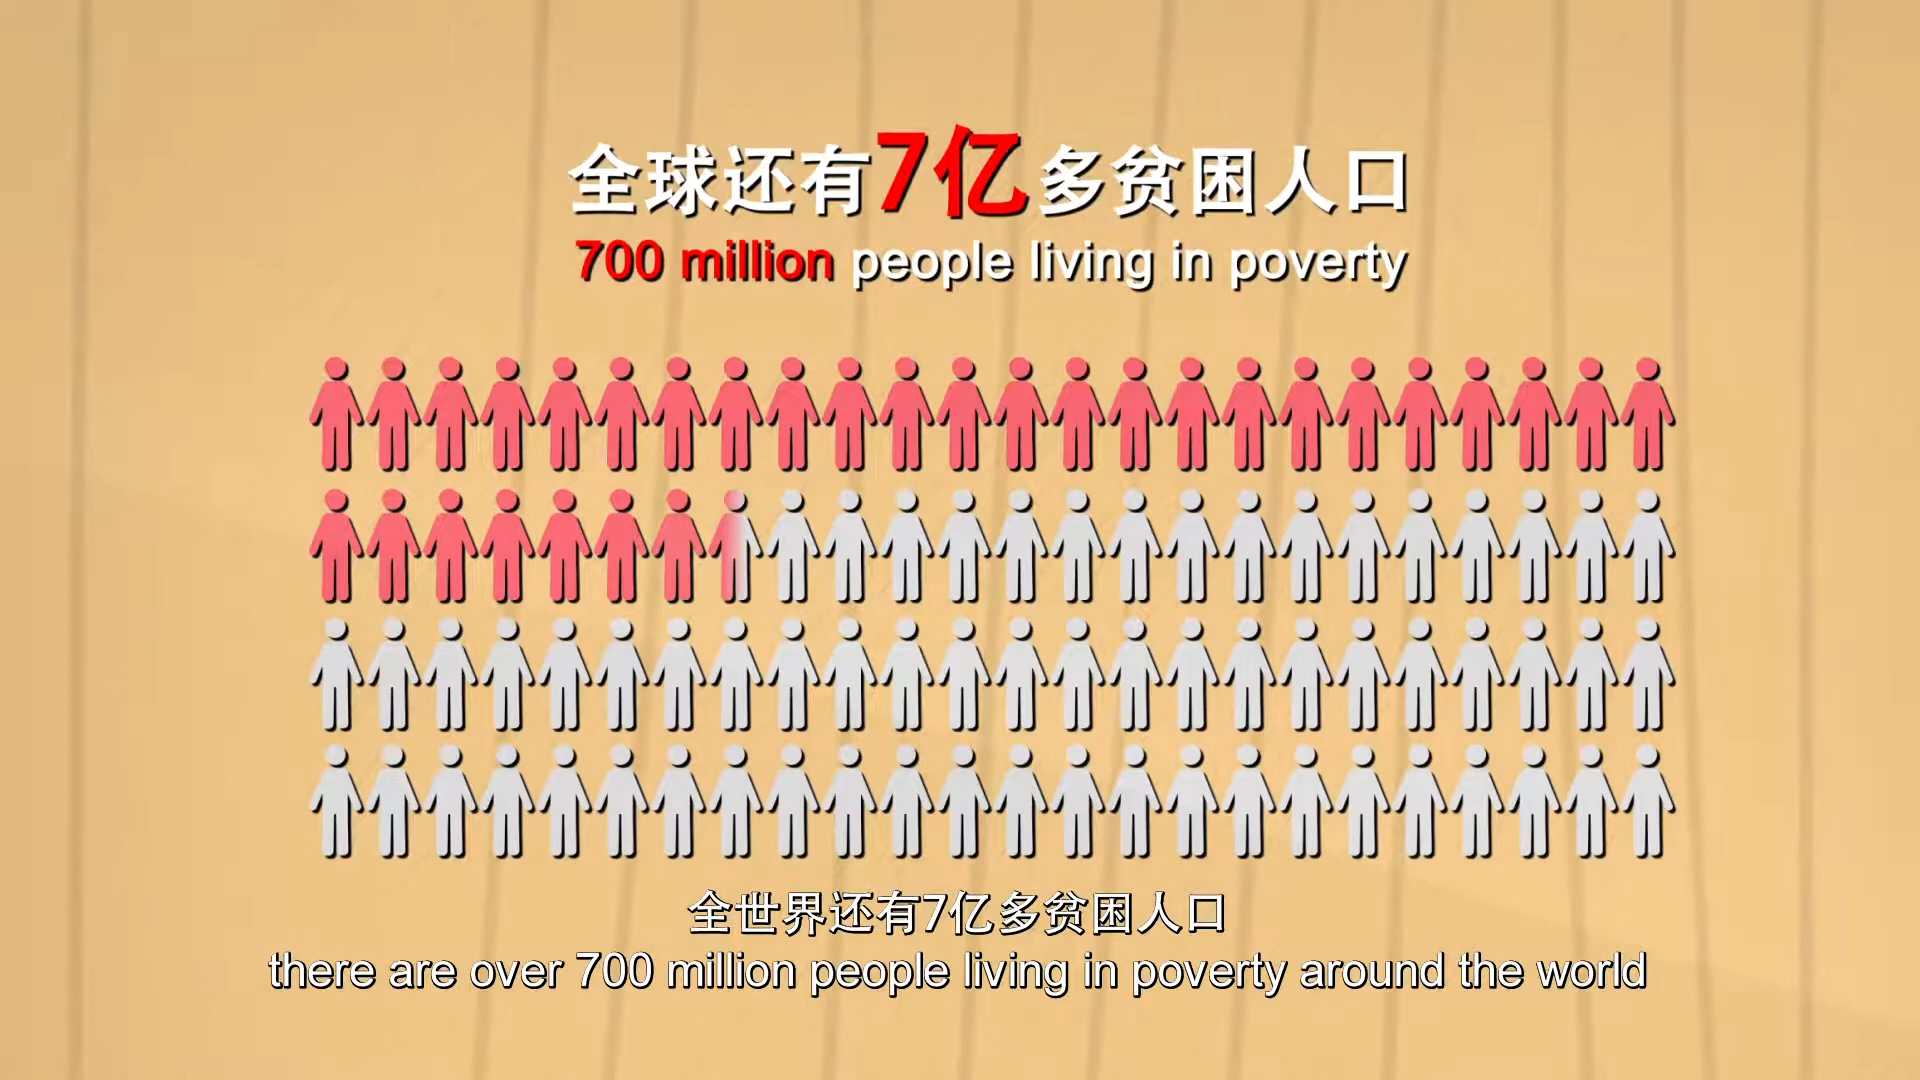 全球还有7亿多贫困人口
700 million people living in poverty
全世界还有7亿多贫困人口
there are over 700 million people living in poverty around the world